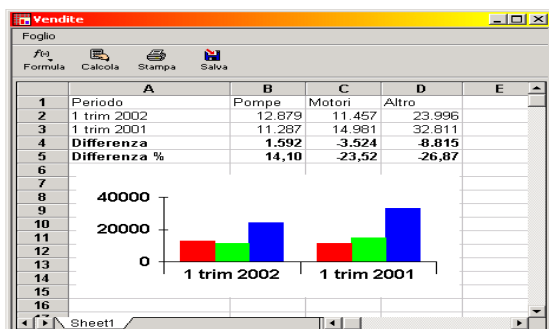 Vendite
Foglio
f(x)
Formula Calcola Stampa Salva
A B C D E
1 Periodo Pompe Motori Altro
2 1 trim 2002 12.879 11.457 23.996
3 1 trim 2001 11.287 14.981 32.811
4 Differenza 1.592 -3.524 -8.815
5 Differenza % 14,10 -23,52 -26,87
6
7
8
9
10
11
12
13
14
15
16
40000
20000
0
1 trim 2002 1 trim 2001
Sheet1